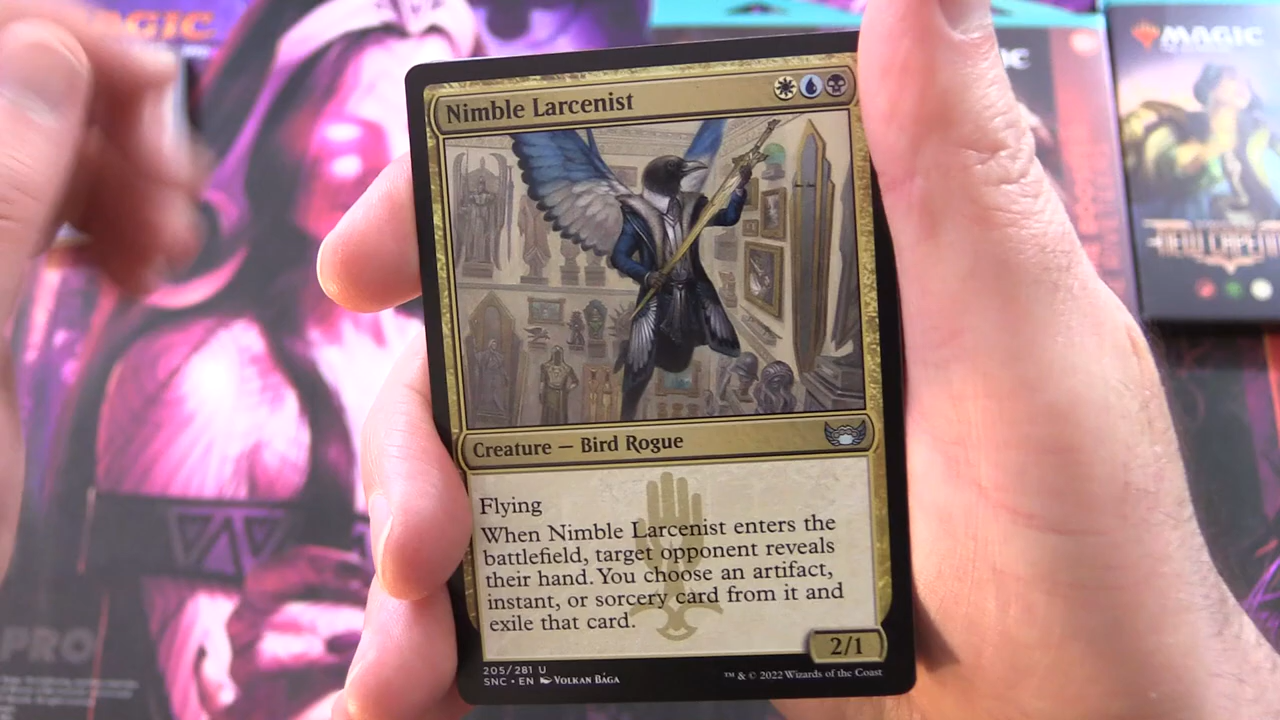 MAGIC
MAGIC
Nimble Larcenist
Creature — Bird Rogue
Flying
When Nimble Larcenist enters the
battlefield, target opponent reveals
their hand. You choose an artifact,
instant, or sorcery card from it and
exile that card.
2/1
205/281 U
SNC • EN Volkan Bága
™ & © 2022 Wizards of the Coast
PRO